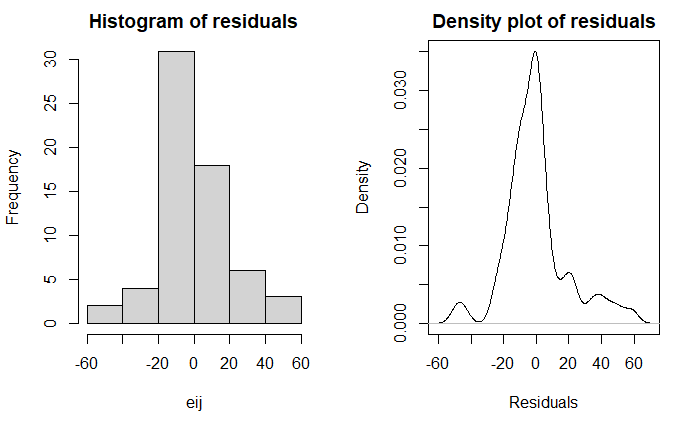 Histogram of residuals
Frequency
0 5 10 15 20 25 30
-60 -20 0 20 40 60
eij
Density plot of residuals
Density
0.000 0.010 0.020 0.030
-60 -20 0 20 40 60
Residuals